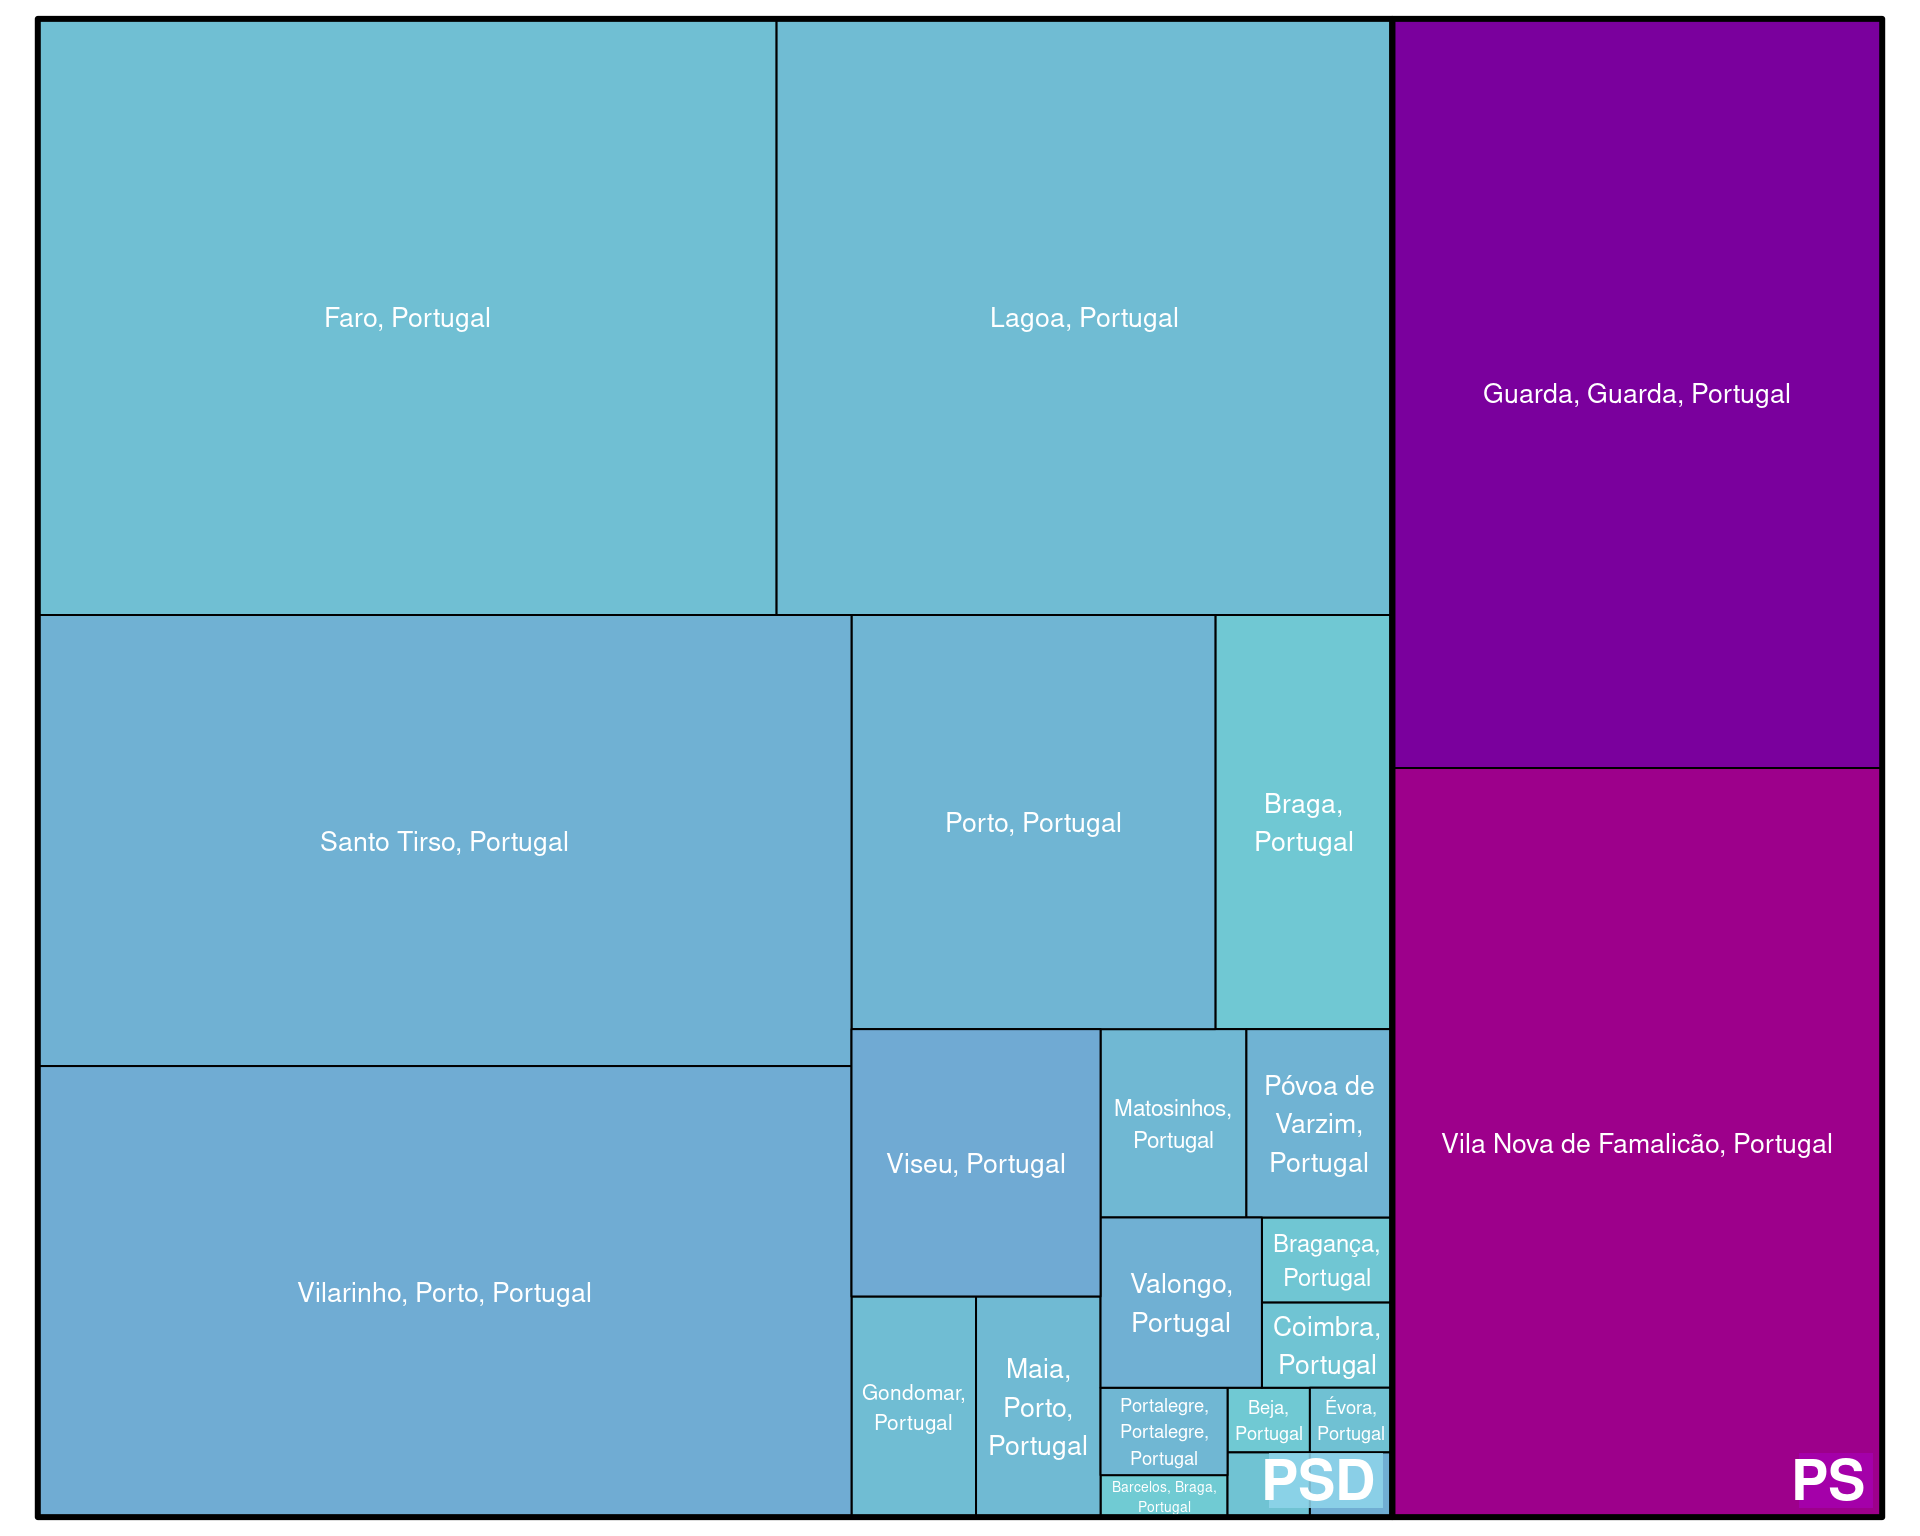 Faro, Portugal
Lagoa, Portugal
Guarda, Guarda, Portugal
Santo Tirso, Portugal
Porto, Portugal
Braga,
Portugal
Vilarinho, Porto, Portugal
Viseu, Portugal
Matosinhos,
Portugal
Póvoa de
Varzim,
Portugal
Vila Nova de Famalicão, Portugal
Valongo,
Portugal
Bragança,
Portugal
Coimbra,
Portugal
Gondomar,
Portugal
Maia,
Porto,
Portugal
Portalegre,
Portalegre,
Portugal
Beja,
Portugal
Évora,
Portugal
Barcelos, Braga,
Portugal
PSD
PS